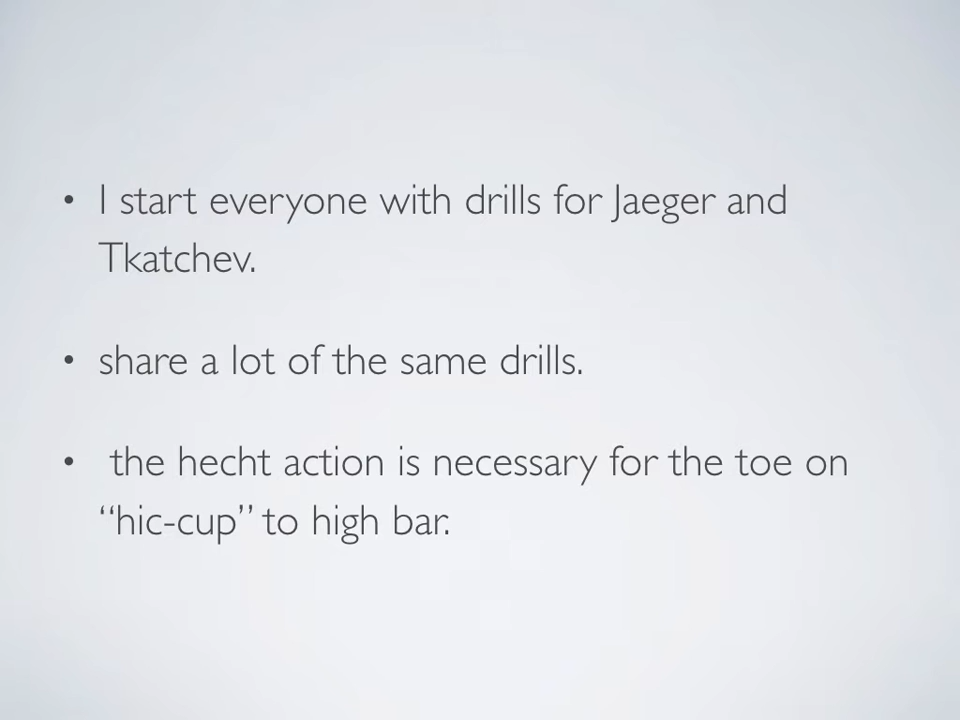 • I start everyone with drills for Jaeger and
Tkatchev.
• share a lot of the same drills.
• the hecht action is necessary for the toe on
“hic-cup” to high bar.